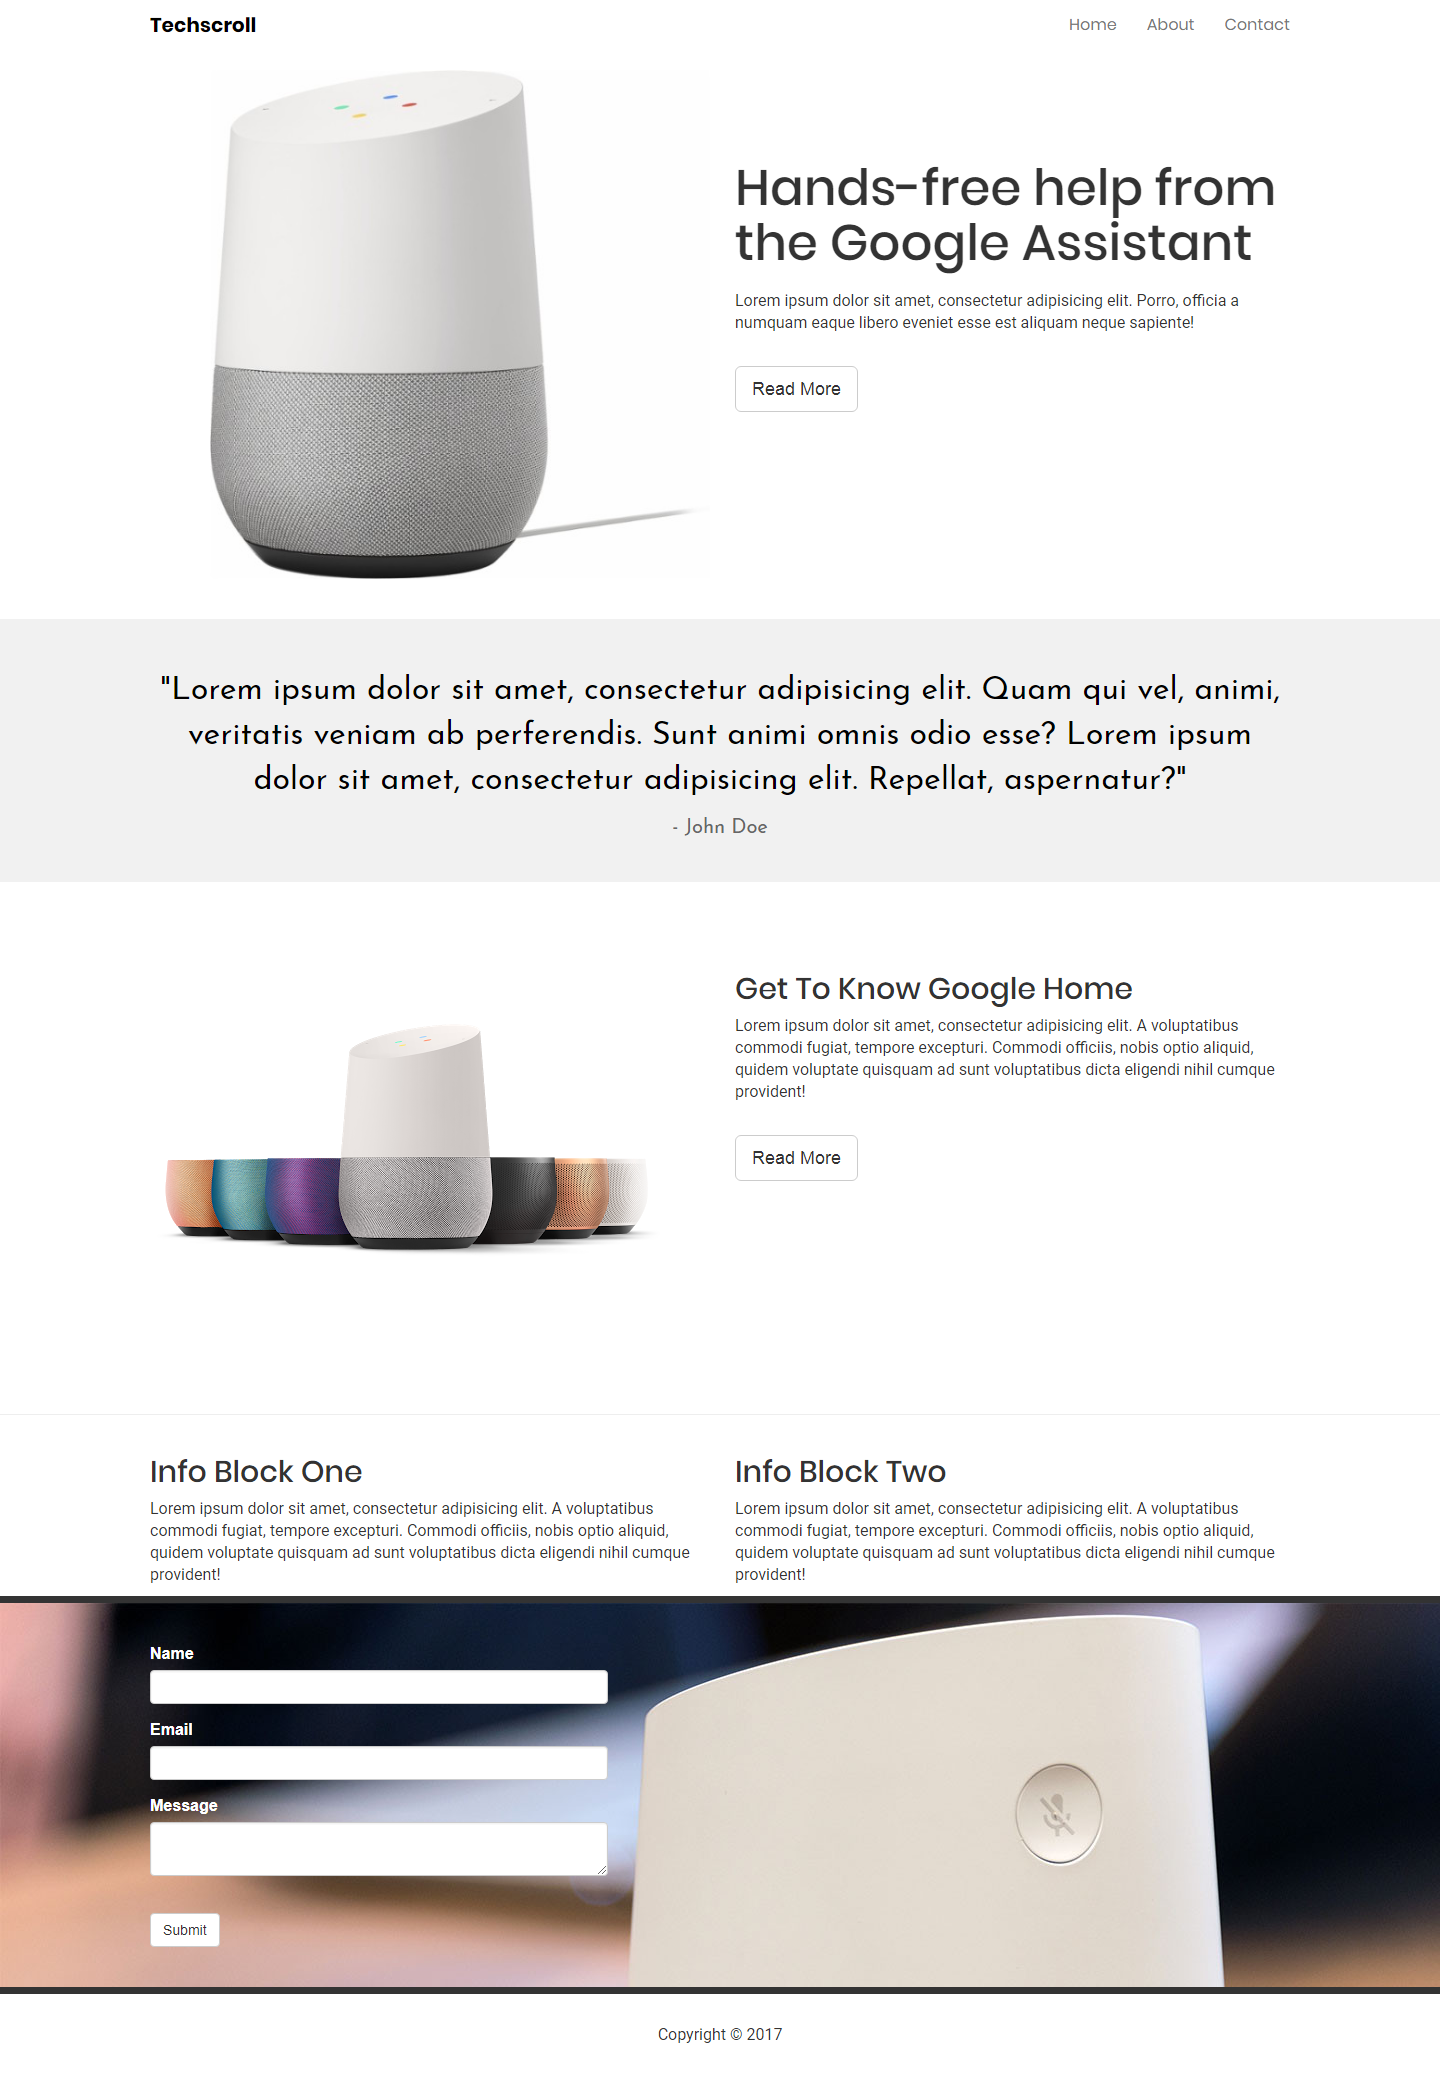 Techscroll
Home About Contact
Hands-free help from
the Google Assistant
Lorem ipsum dolor sit amet, consectetur adipisicing elit. Porro, officia a
numquam eaque libero eveniet esse est aliquam neque sapiente!
Read More
"Lorem ipsum dolor sit amet, consectetur adipisicing elit. Quam qui vel, animi,
veritatis veniam ab perferendis. Sunt animi omnis odio esse? Lorem ipsum
dolor sit amet, consectetur adipisicing elit. Repellat, aspernatur?"
- John Doe
Get To Know Google Home
Lorem ipsum dolor sit amet, consectetur adipisicing elit. A voluptatibus
commodi fugiat, tempore excepturi. Commodi officiis, nobis optio aliquid,
quidem voluptate quisquam ad sunt voluptatibus dicta eligendi nihil cumque
provident!
Read More
Info Block One
Lorem ipsum dolor sit amet, consectetur adipisicing elit. A voluptatibus
commodi fugiat, tempore excepturi. Commodi officiis, nobis optio aliquid,
quidem voluptate quisquam ad sunt voluptatibus dicta eligendi nihil cumque
provident!
Info Block Two
Lorem ipsum dolor sit amet, consectetur adipisicing elit. A voluptatibus
commodi fugiat, tempore excepturi. Commodi officiis, nobis optio aliquid,
quidem voluptate quisquam ad sunt voluptatibus dicta eligendi nihil cumque
provident!
Name
Email
Message
Submit
Copyright © 2017